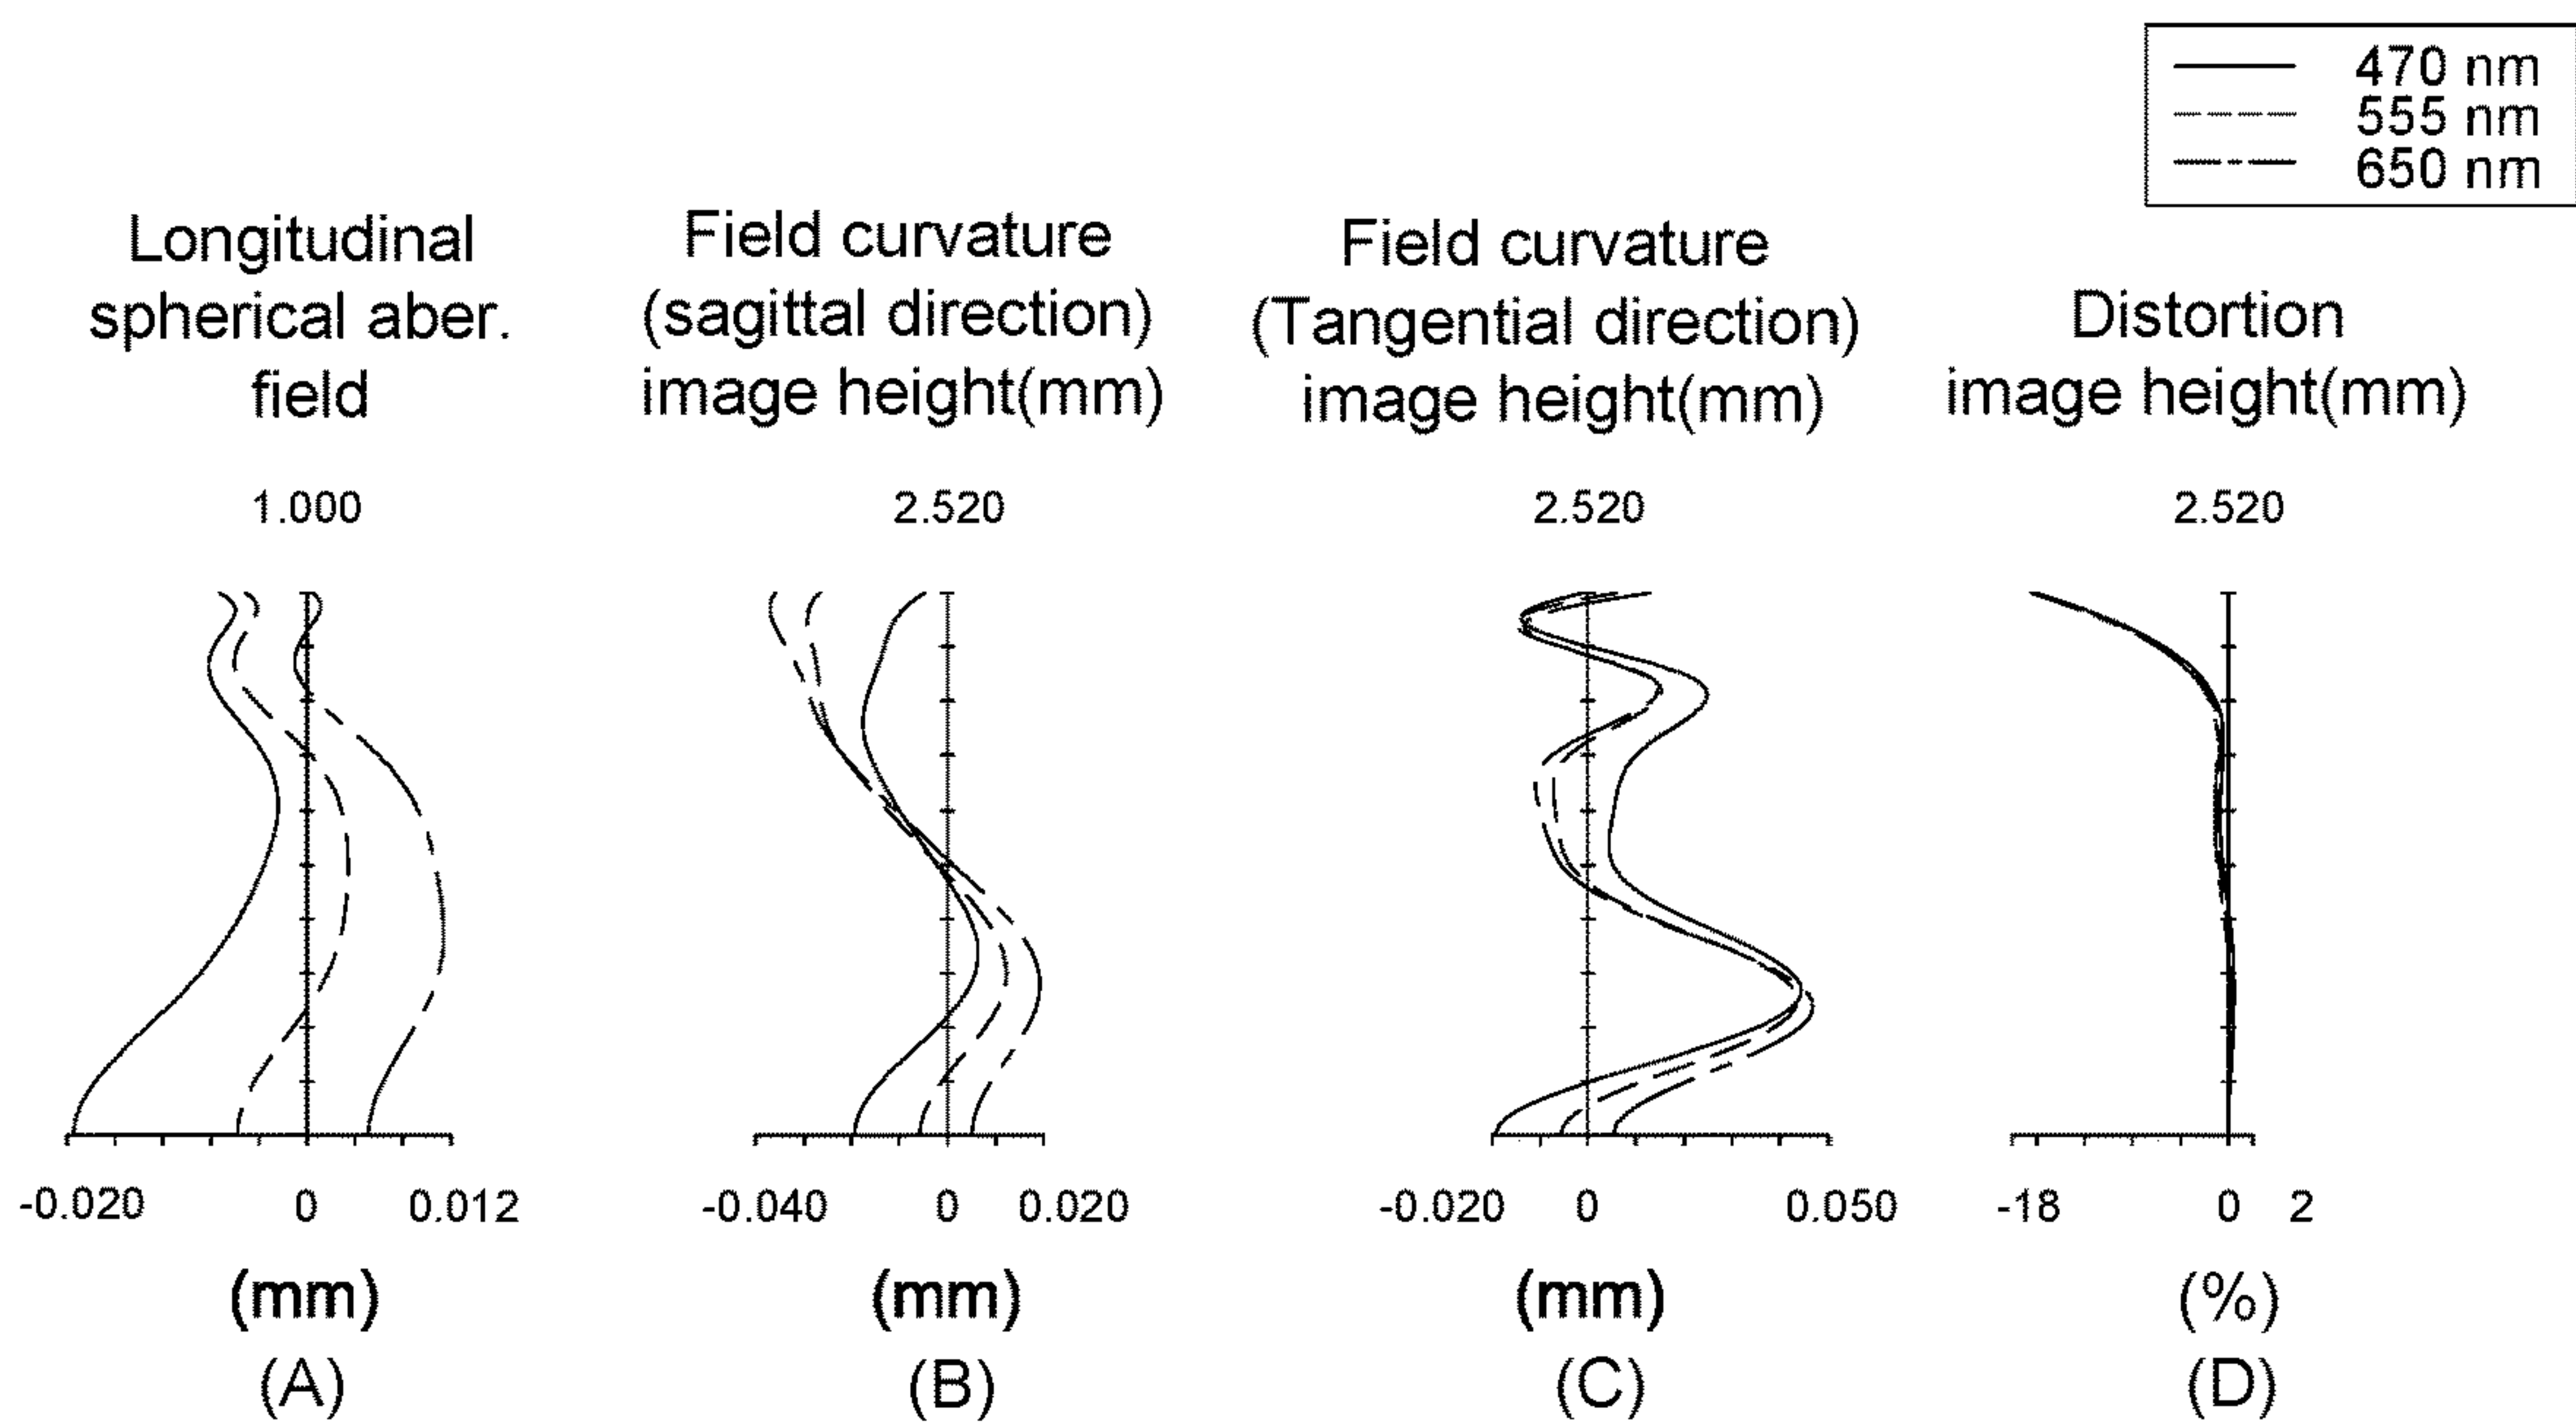 470 nm
555 nm
650 nm
Longitudinal
spherical aber.
field
1.000
-0.020 0 0.012
(mm)
(A)
Field curvature
(sagittal direction)
image height(mm)
2.520
-0.040 0 0.020
(mm)
(B)
Field curvature
(Tangential direction)
image height(mm)
2.520
-0.020 0 0.050
(mm)
(C)
Distortion
image height(mm)
2.520
-18 0 2
(%)
(D)